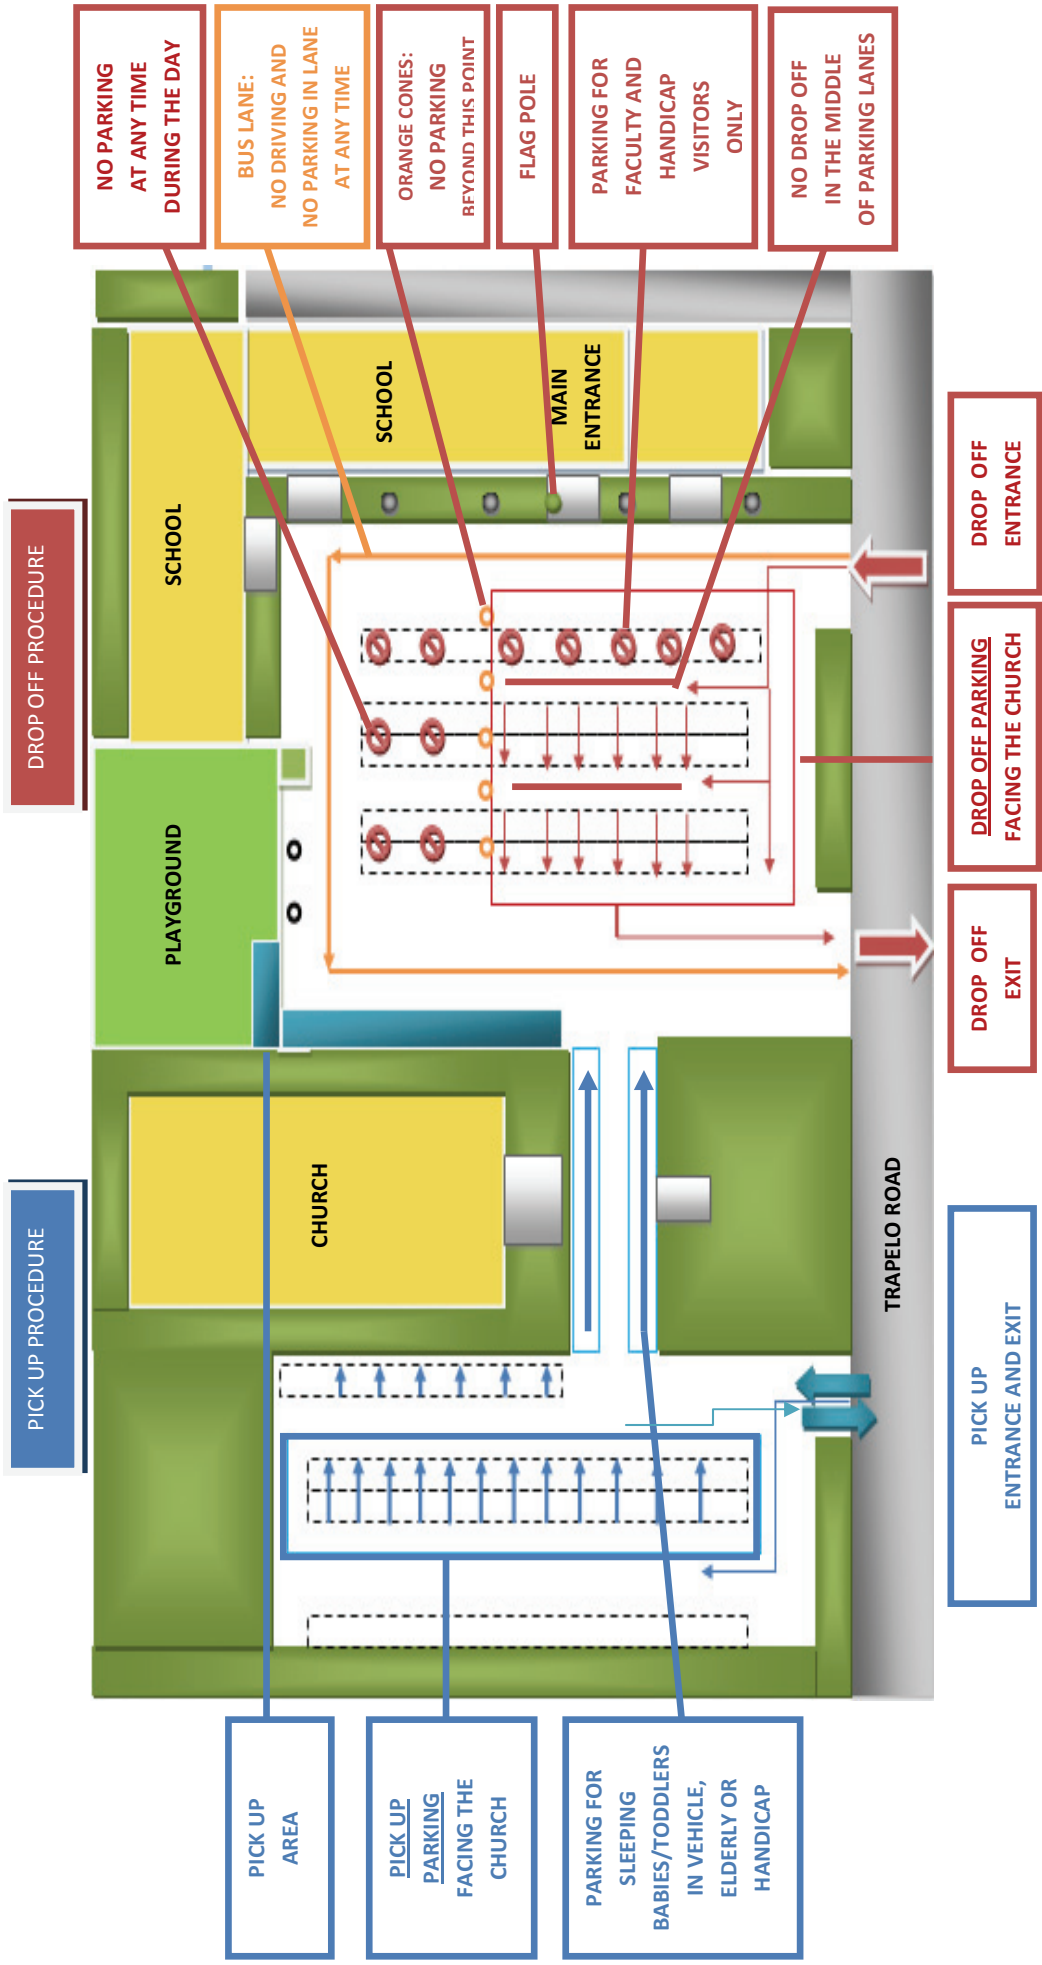 PICK UP PROCEDURE
DROP OFF PROCEDURE
PICK UP
AREA
PICK UP
PARKING
FACING THE
CHURCH
PARKING FOR
SLEEPING
BABIES/TODDLERS
IN VEHICLE,
ELDERLY OR
HANDICAP
CHURCH
PLAYGROUND
SCHOOL
SCHOOL
MAIN
ENTRANCE
TRAPELO ROAD
NO PARKING
AT ANY TIME
DURING THE DAY
BUS LANE:
NO DRIVING AND
NO PARKING IN LANE
AT ANY TIME
ORANGE CONES:
NO PARKING
BEYOND THIS POINT
FLAG POLE
PARKING FOR
FACULTY AND
HANDICAP
VISITORS
ONLY
NO DROP OFF
IN THE MIDDLE
OF PARKING LANES
PICK UP
ENTRANCE AND EXIT
DROP OFF
EXIT
DROP OFF PARKING
FACING THE CHURCH
DROP OFF
ENTRANCE